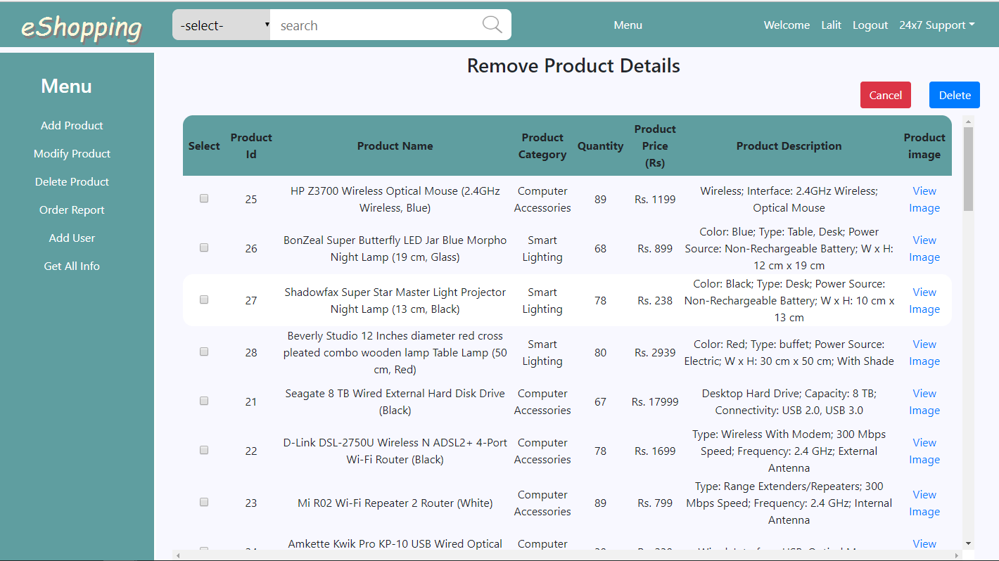 eShopping
-select-
search
Menu
Welcome
Lalit
Logout
24x7 Support
Menu
Add Product
Modify Product
Delete Product
Order Report
Add User
Get All Info
Remove Product Details
Cancel
Delete
Select
Product
Id
Product Name
Product
Category
Quantity
Product
Price
(Rs)
Product Description
Product
image
25
HP Z3700 Wireless Optical Mouse (2.4GHz
Wireless, Blue)
Computer
Accessories
89
Rs. 1199
Wireless; Interface: 2.4GHz Wireless;
Optical Mouse
View
Image
26
BonZeal Super Butterfly LED Jar Blue Morpho
Night Lamp (19 cm, Glass)
Smart
Lighting
68
Rs. 899
Color: Blue; Type: Table, Desk; Power
Source: Non-Rechargeable Battery; W x H:
12 cm x 19 cm
View
Image
27
Shadowfax Super Star Master Light Projector
Night Lamp (13 cm, Black)
Smart
Lighting
78
Rs. 238
Color: Black; Type: Desk; Power Source:
Non-Rechargeable Battery; W x H: 10 cm x
13 cm
View
Image
28
Beverly Studio 12 Inches diameter red cross
pleated combo wooden lamp Table Lamp (50
cm, Red)
Smart
Lighting
80
Rs. 2939
Color: Red; Type: buffet; Power Source:
Electric; W x H: 30 cm x 50 cm; With Shade
View
Image
21
Seagate 8 TB Wired External Hard Disk Drive
(Black)
Computer
Accessories
67
Rs. 17999
Desktop Hard Drive; Capacity: 8 TB;
Connectivity: USB 2.0, USB 3.0
View
Image
22
D-Link DSL-2750U Wireless N ADSL2+ 4-Port
Wi-Fi Router (Black)
Computer
Accessories
78
Rs. 1699
Type: Wireless With Modem; 300 Mbps
Speed; Frequency: 2.4 GHz; External
Antenna
View
Image
23
Mi R02 Wi-Fi Repeater 2 Router (White)
Computer
Accessories
89
Rs. 799
Type: Range Extenders/Repeaters; 300
Mbps Speed; Frequency: 2.4 GHz; Internal
Antenna
View
Image
Amkette Kwik Pro KP-10 USB Wired Optical
Computer
View